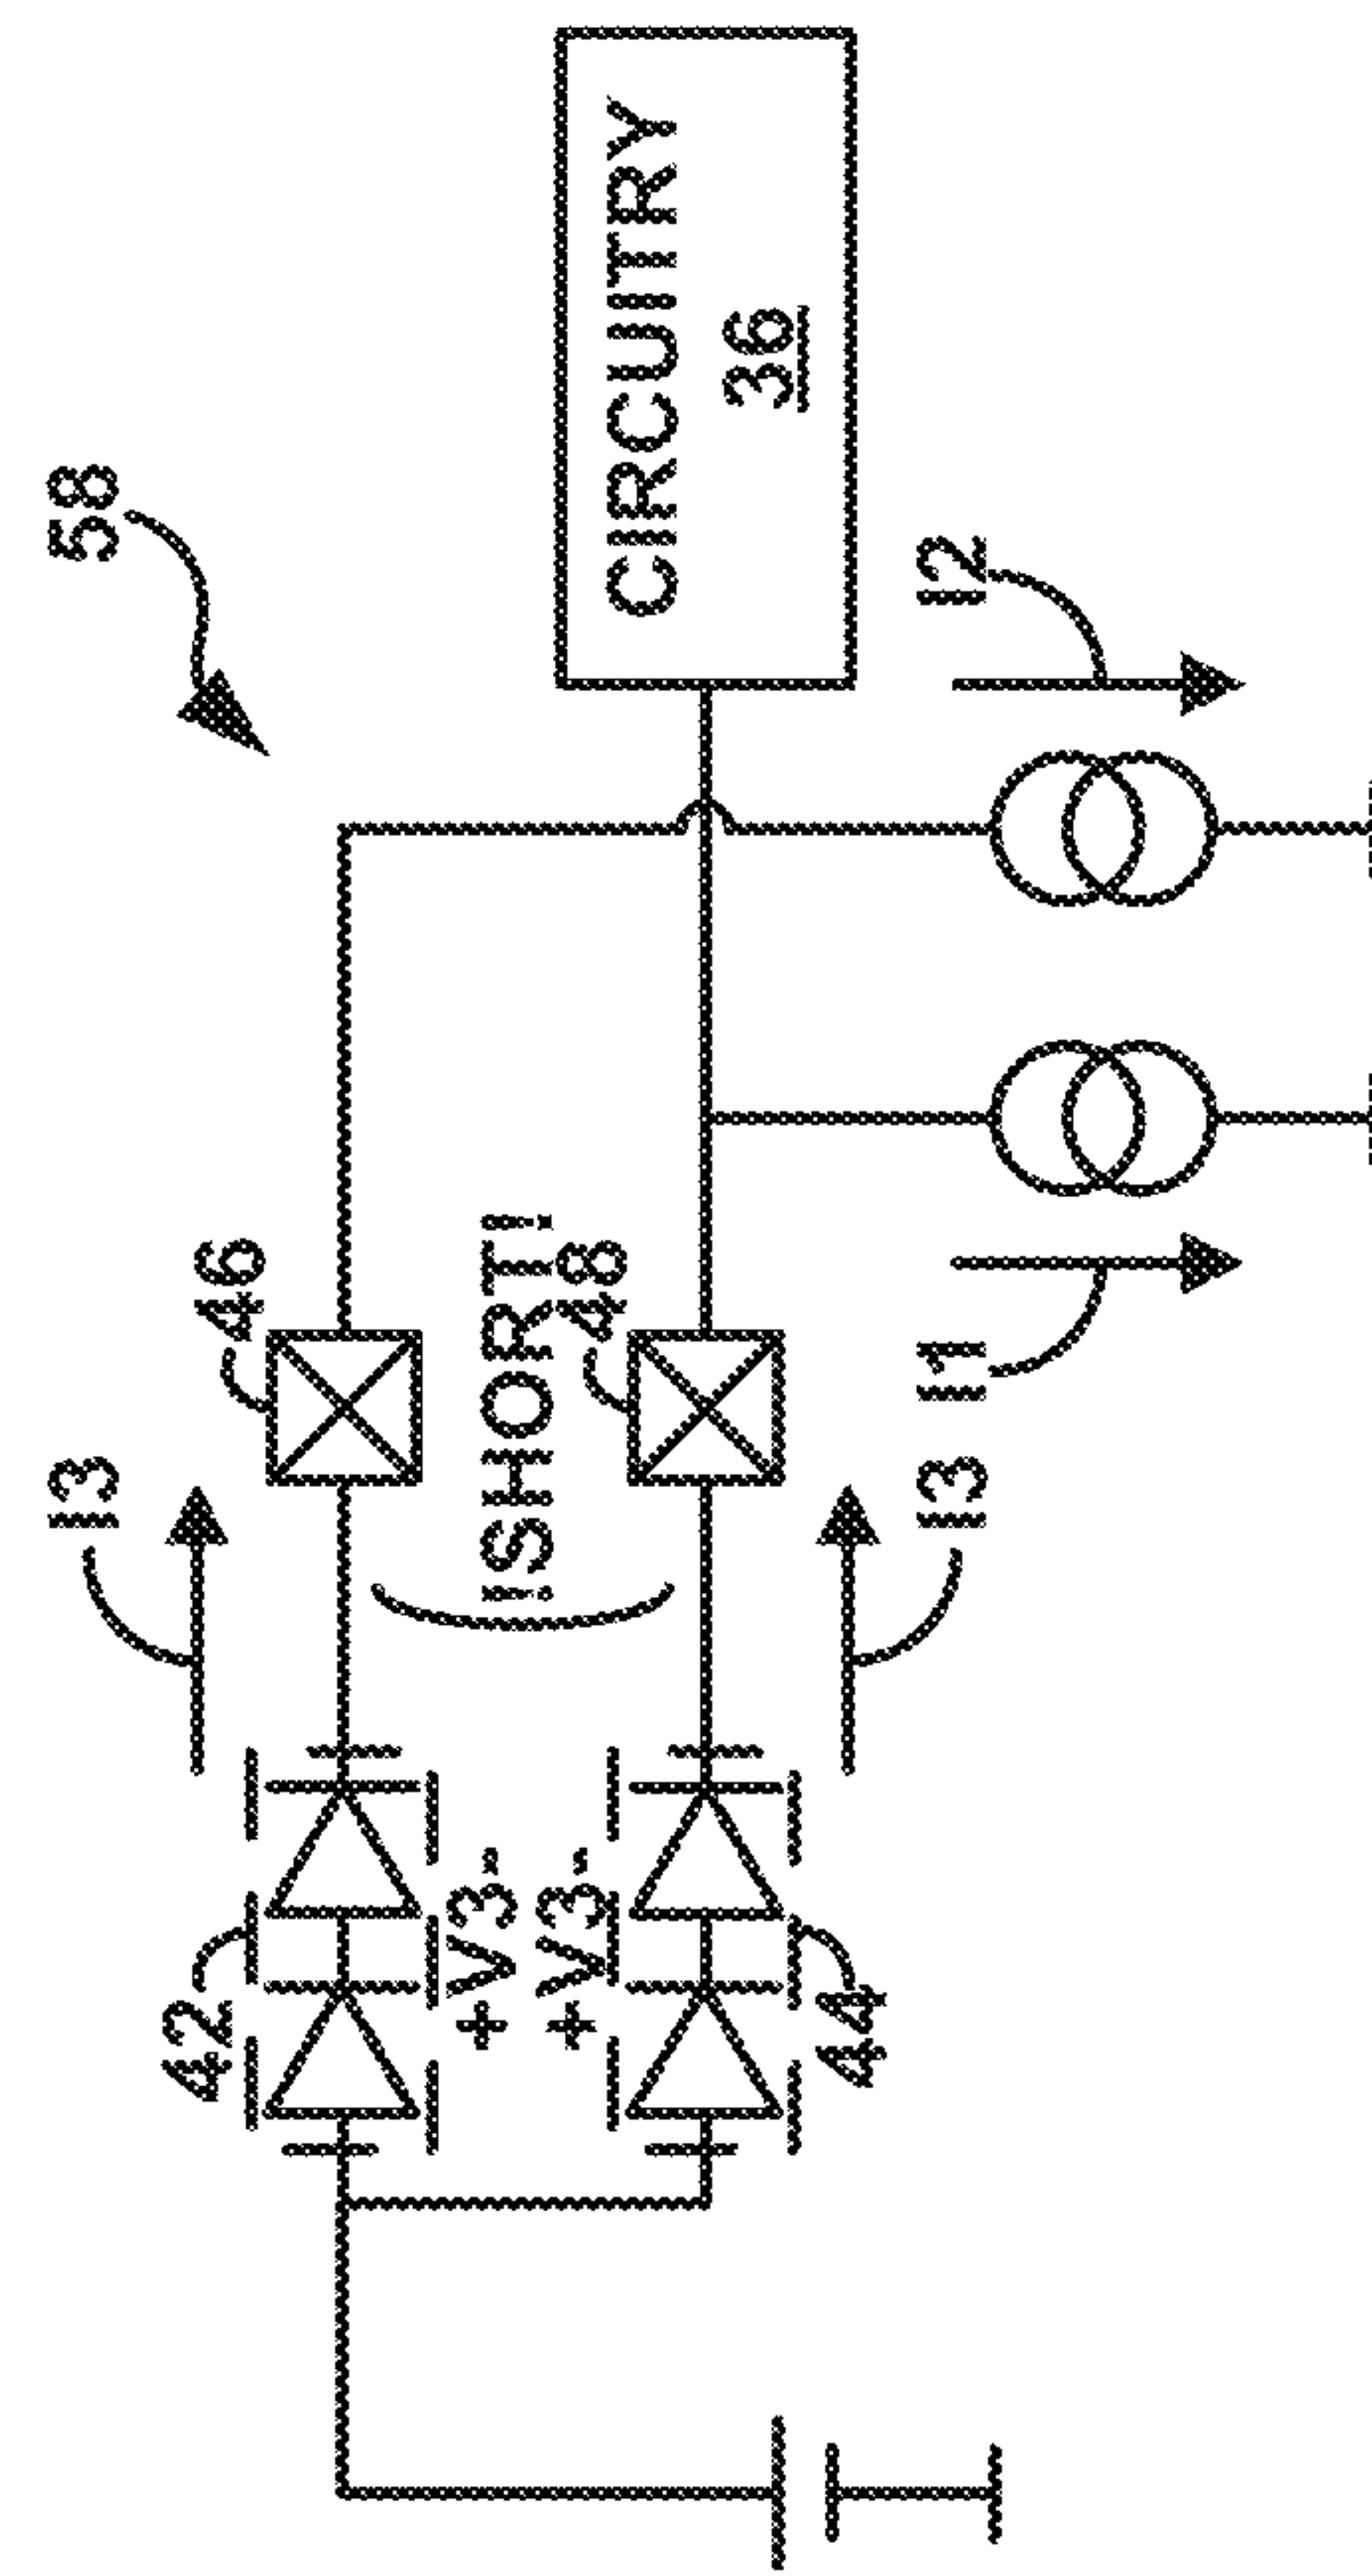 58
I3
46
42
+V3-
!SHORT!
+V3-
48
CIRCUITRY
36
44
I3
I1
I2